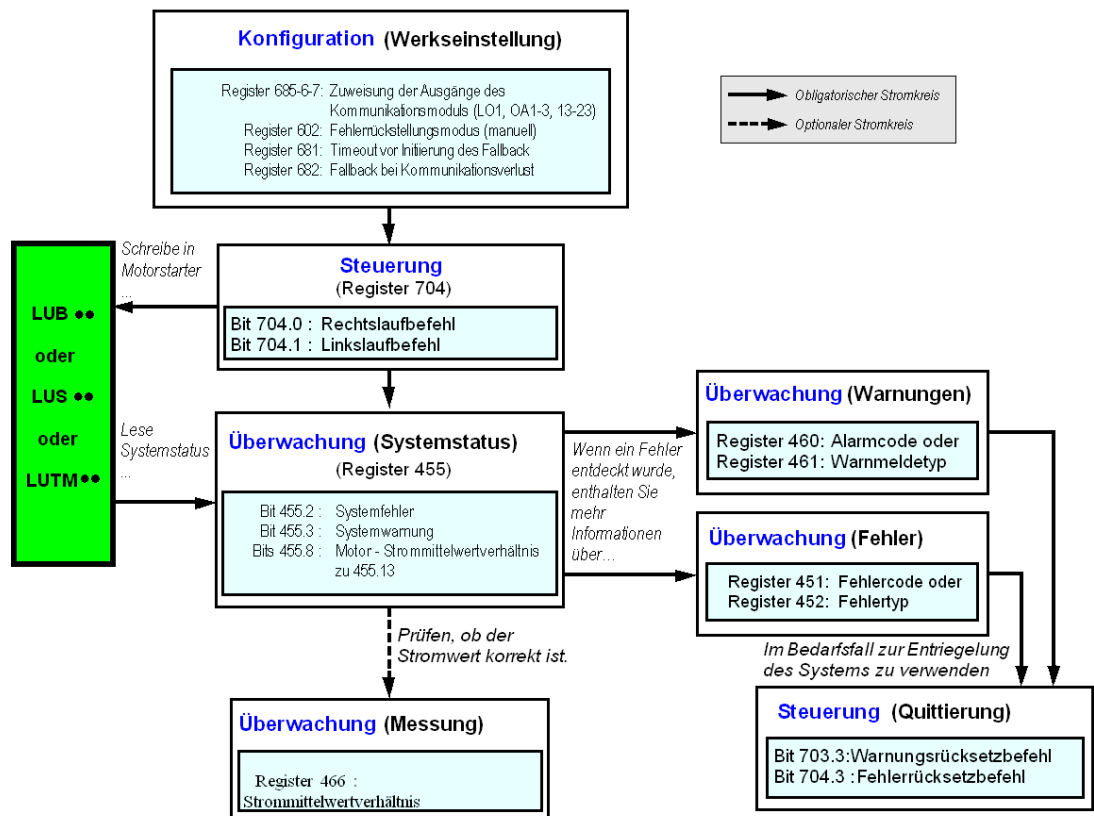 Konfiguration (Werkseinstellung)
Register 685-6-7: Zuweisung der Ausgänge des
Kommunikationsmoduls (LO1, OA1-3, 13-23)
Register 602: Fehlerrückstellungsmodus (manuell)
Register 681: Timeout vor Initiierung des Fallback
Register 682: Fallback bei Kommunikationsverlust
Obligatorischer Stromkreis
Optionaler Stromkreis
LUB ••
oder
LUS ••
oder
LUTM••
Schreibe in
Motorstarter
...
Steuerung
(Register 704)
Bit 704.0 : Rechtslaufbefehl
Bit 704.1 : Linkslaufbefehl
Lese
Systemstatus
...
Überwachung (Systemstatus)
(Register 455)
Bit 455.2 : Systemfehler
Bit 455.3 : Systemwarnung
Bits 455.8 : Motor - Strommittelwertverhältnis
zu 455.13
Wenn ein Fehler
entdeckt wurde,
enthalten Sie
mehr
Informationen
über...
Überwachung (Warnungen)
Register 460: Alarmcode oder
Register 461: Warnmeldetyp
Überwachung (Fehler)
Register 451: Fehlercode oder
Register 452: Fehlertyp
Prüfen, ob der
Stromwert korrekt ist.
Im Bedarfsfall zur Entriegelung
des Systems zu verwenden
Überwachung (Messung)
Register 466 :
Strommittelwertverhältnis
Steuerung (Quittierung)
Bit 703.3:Warnungsrücksetzbefehl
Bit 704.3 : Fehlerrücksetzbefehl